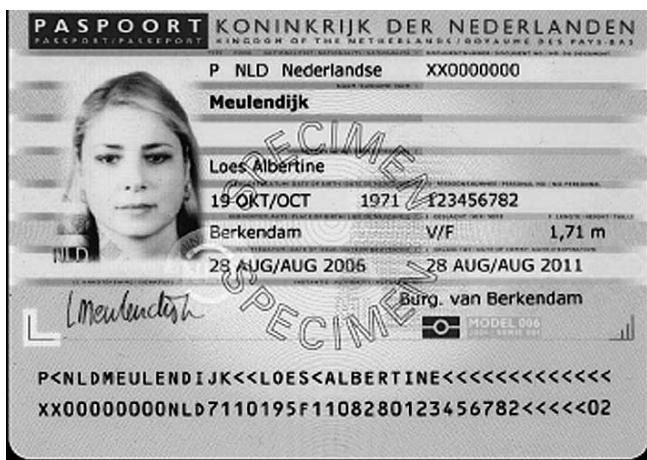 PASPOORT KONINKRIJK DER NEDERLANDEN
PASSPORT/PASSEPORT KINGDOM OF THE NETHERLANDS/ROYAUME DES PAYS-BAS
P NLD Nederlandse XX0000000
Meulendijk
Loes Albertine
19 OKT/OCT 1971 123456782
Berkendam V/F 1,71 m
NLD
28 AUG/AUG 2006 28 AUG/AUG 2011
Burg. van Berkendam
LMeulendijk
MODEL 006
SPECIMEN
SPECIMEN
P<NLDMEULENDIJK<<LOES<ALBERTINE<<<<<<<<<<<<<
XX00000000NLD7110195F1108280123456782<<<<<02